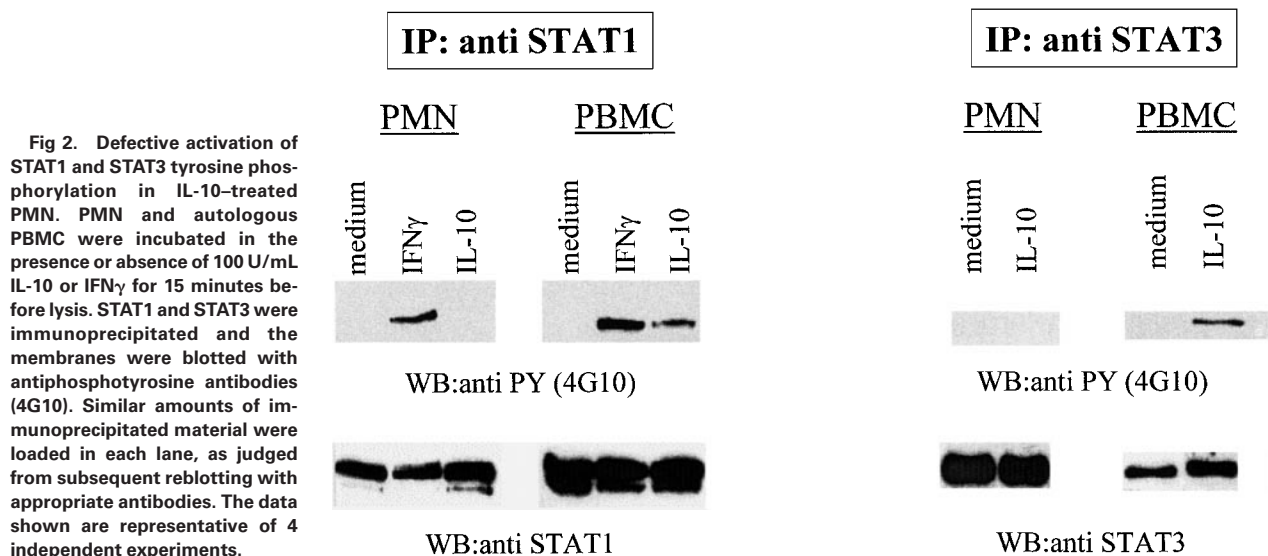 Fig 2. Defective activation of
STAT1 and STAT3 tyrosine phos-
phorylation in IL-10–treated
PMN. PMN and autologous
PBMC were incubated in the
presence or absence of 100 U/mL
IL-10 or IFNγ for 15 minutes be-
fore lysis. STAT1 and STAT3 were
immunoprecipitated and the
membranes were blotted with
antiphosphotyrosine antibodies
(4G10). Similar amounts of im-
munoprecipitated material were
loaded in each lane, as judged
from subsequent reblotting with
appropriate antibodies. The data
shown are representative of 4
independent experiments.
IP: anti STAT1
PMN PBMC
medium IFNγ IL-10 medium IFNγ IL-10
WB:anti PY (4G10)
WB:anti STAT1
IP: anti STAT3
PMN PBMC
medium IL-10 medium IL-10
WB:anti PY (4G10)
WB:anti STAT3